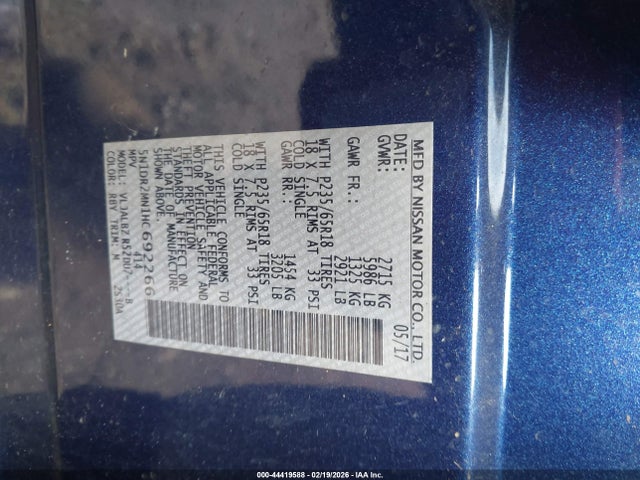 MFD BY NISSAN MOTOR CO., LTD.
DATE: 05/17
GVWR: 2715 KG
5986 LB
GAWR FR.: 1325 KG
2921 LB
WITH P235/65R18 TIRES
18 X 7.5 RIMS AT 33 PSI
COLD SINGLE
GAWR RR.: 1454 KG
3205 LB
WITH P235/65R18 TIRES
18 X 7.5 RIMS AT 33 PSI
COLD SINGLE
THIS VEHICLE CONFORMS TO
ALL APPLICABLE FEDERAL
MOTOR VEHICLE SAFETY AND
THEFT PREVENTION
STANDARDS IN EFFECT ON
THE DATE OF MANUFACTURE
SHOWN ABOVE.
5N1DR2MN1HC692266
MPV 414
COLOR: RBY TRIM: M 25304
000-44419588 - 02/19/2026 - IAA Inc.